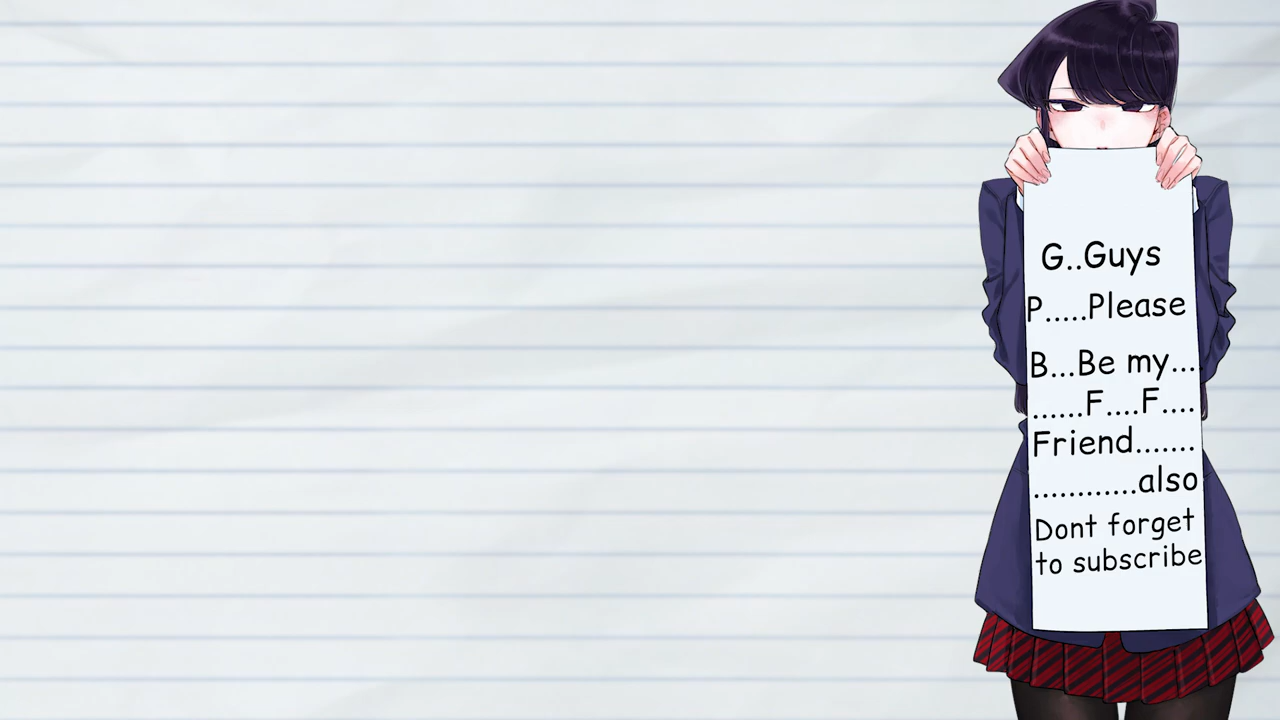 G..Guys
P.....Please
B...Be my....
......F....F....
Friend.......
............also
Dont forget
to subscribe